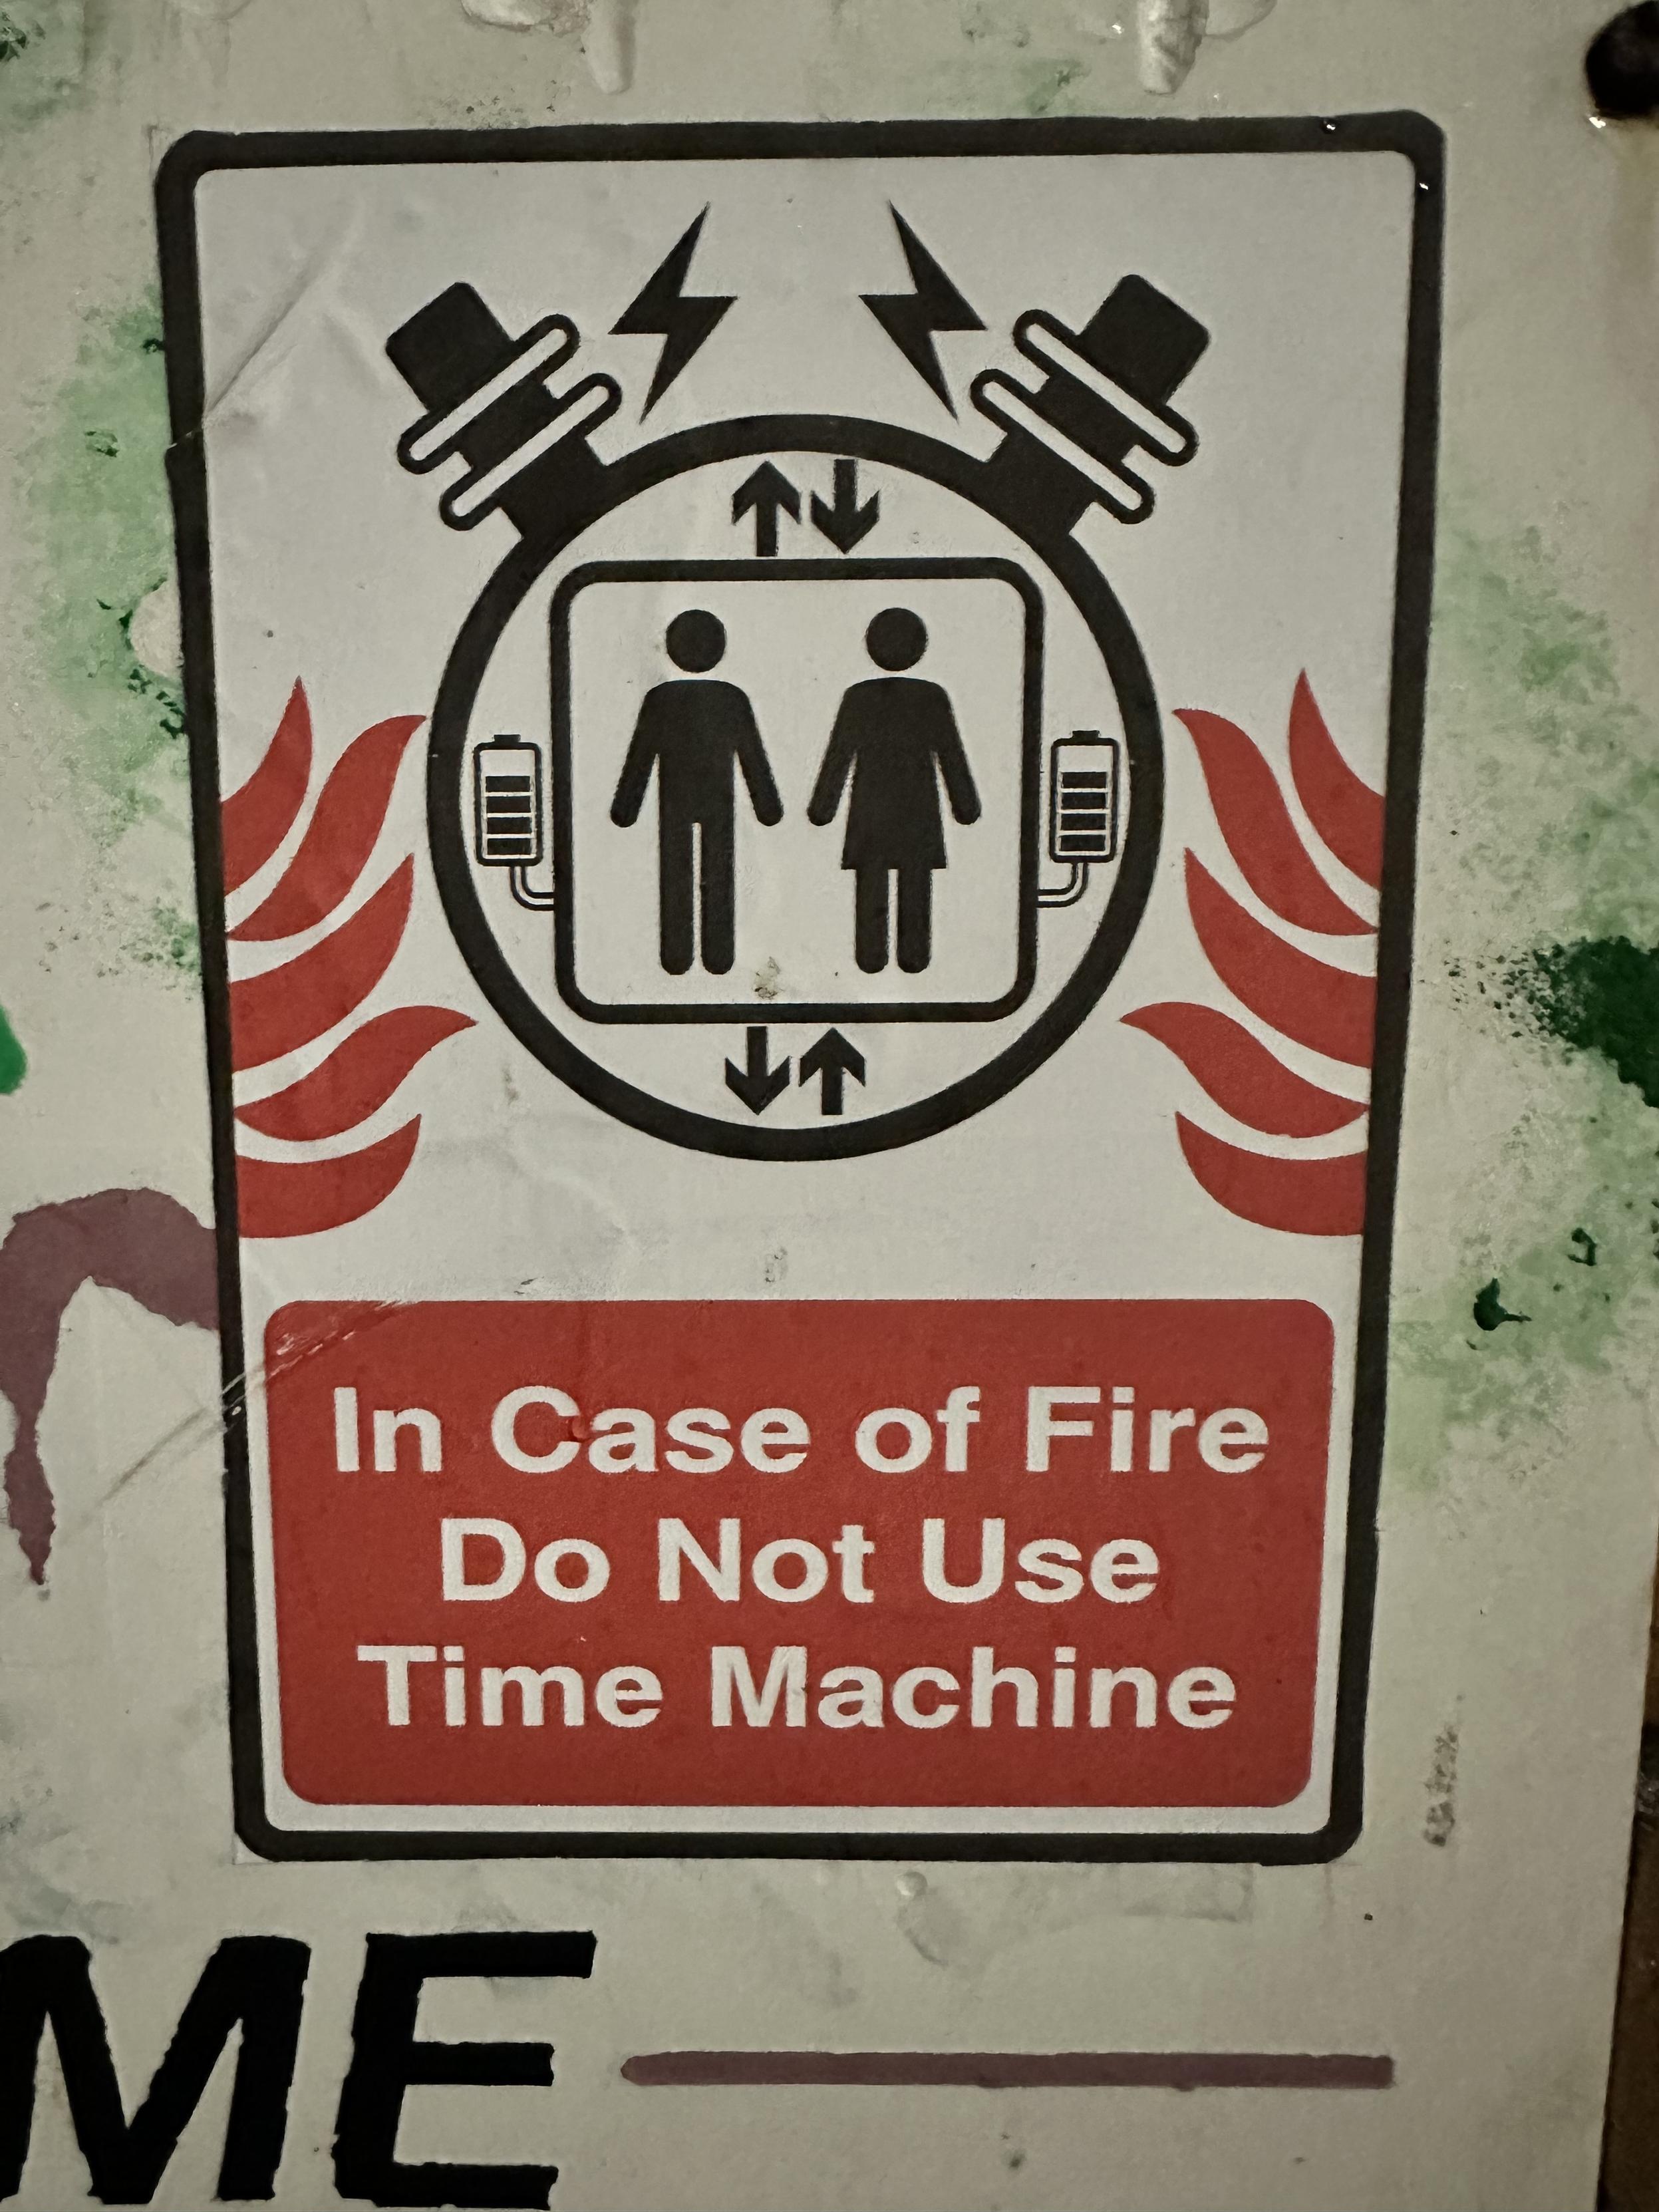 In Case of Fire
Do Not Use
Time Machine
ME